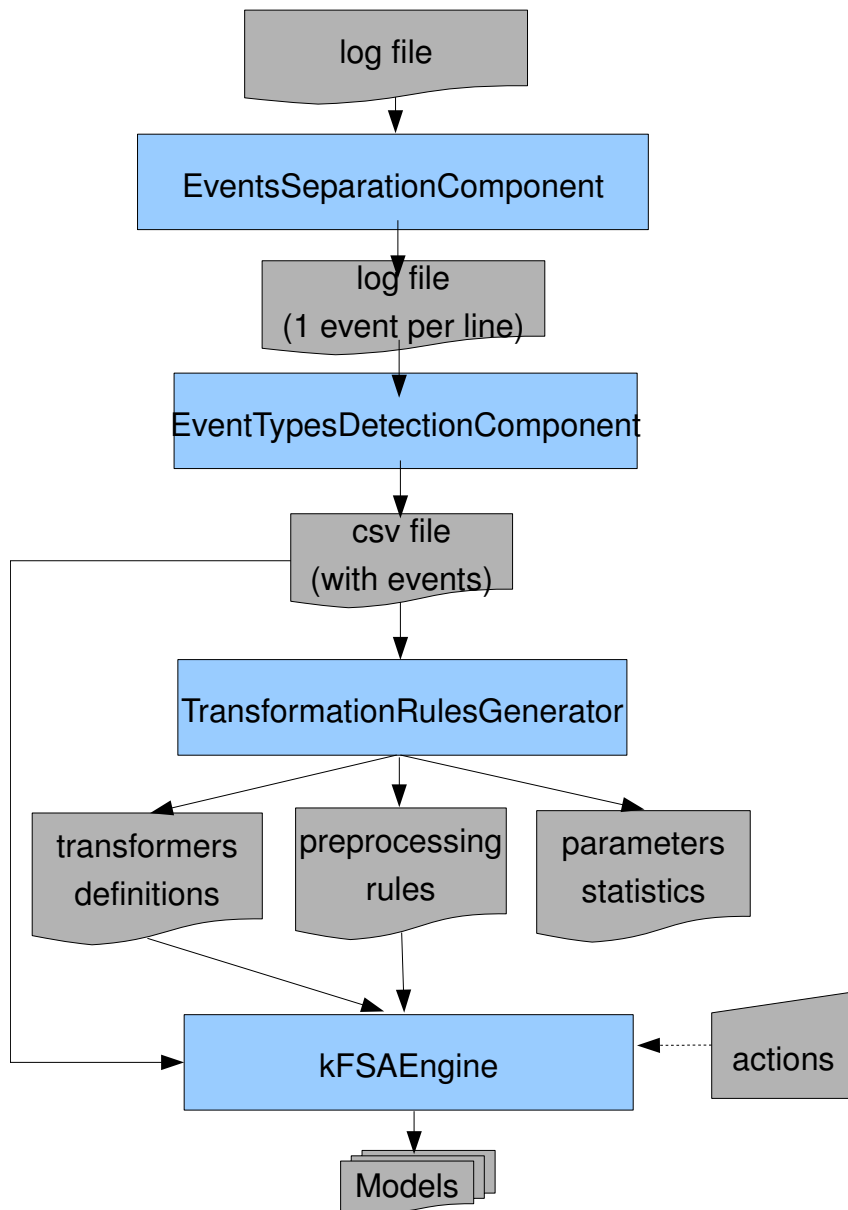 log file
EventsSeparationComponent
log file
(1 event per line)
EventTypesDetectionComponent
csv file
(with events)
TransformationRulesGenerator
transformers
definitions
preprocessing
rules
parameters
statistics
kFSAEngine
actions
Models